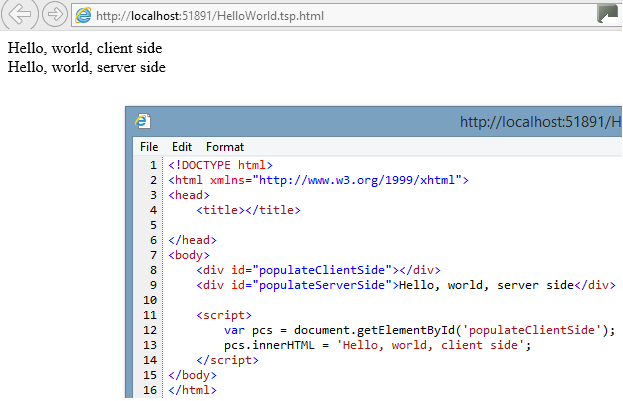 http://localhost:51891/HelloWorld.tsp.html
Hello, world, client side
Hello, world, server side
http://localhost:51891/H
File Edit Format
1 <!DOCTYPE html>
2 <html xmlns="http://www.w3.org/1999/xhtml">
3 <head>
4     <title></title>
5
6 </head>
7 <body>
8     <div id="populateClientSide"></div>
9     <div id="populateServerSide">Hello, world, server side</div>
10
11     <script>
12         var pcs = document.getElementById('populateClientSide');
13         pcs.innerHTML = 'Hello, world, client side';
14     </script>
15 </body>
16 </html>